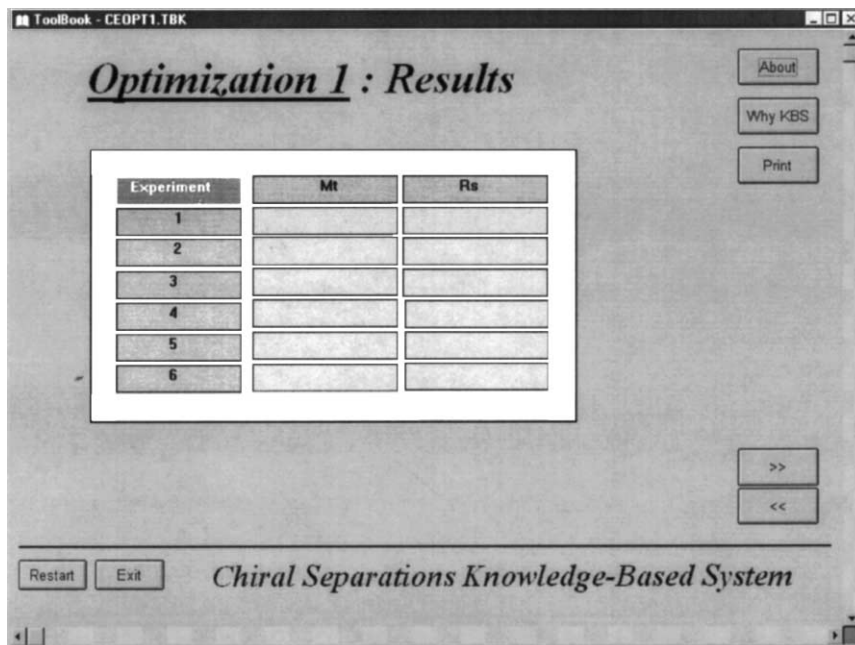 ToolBook - CEOPT1.TBK
Optimization 1 : Results
About
Why KBS
Print
Experiment Mt Rs
1
2
3
4
5
6
>>
<<
Restart Exit Chiral Separations Knowledge-Based System